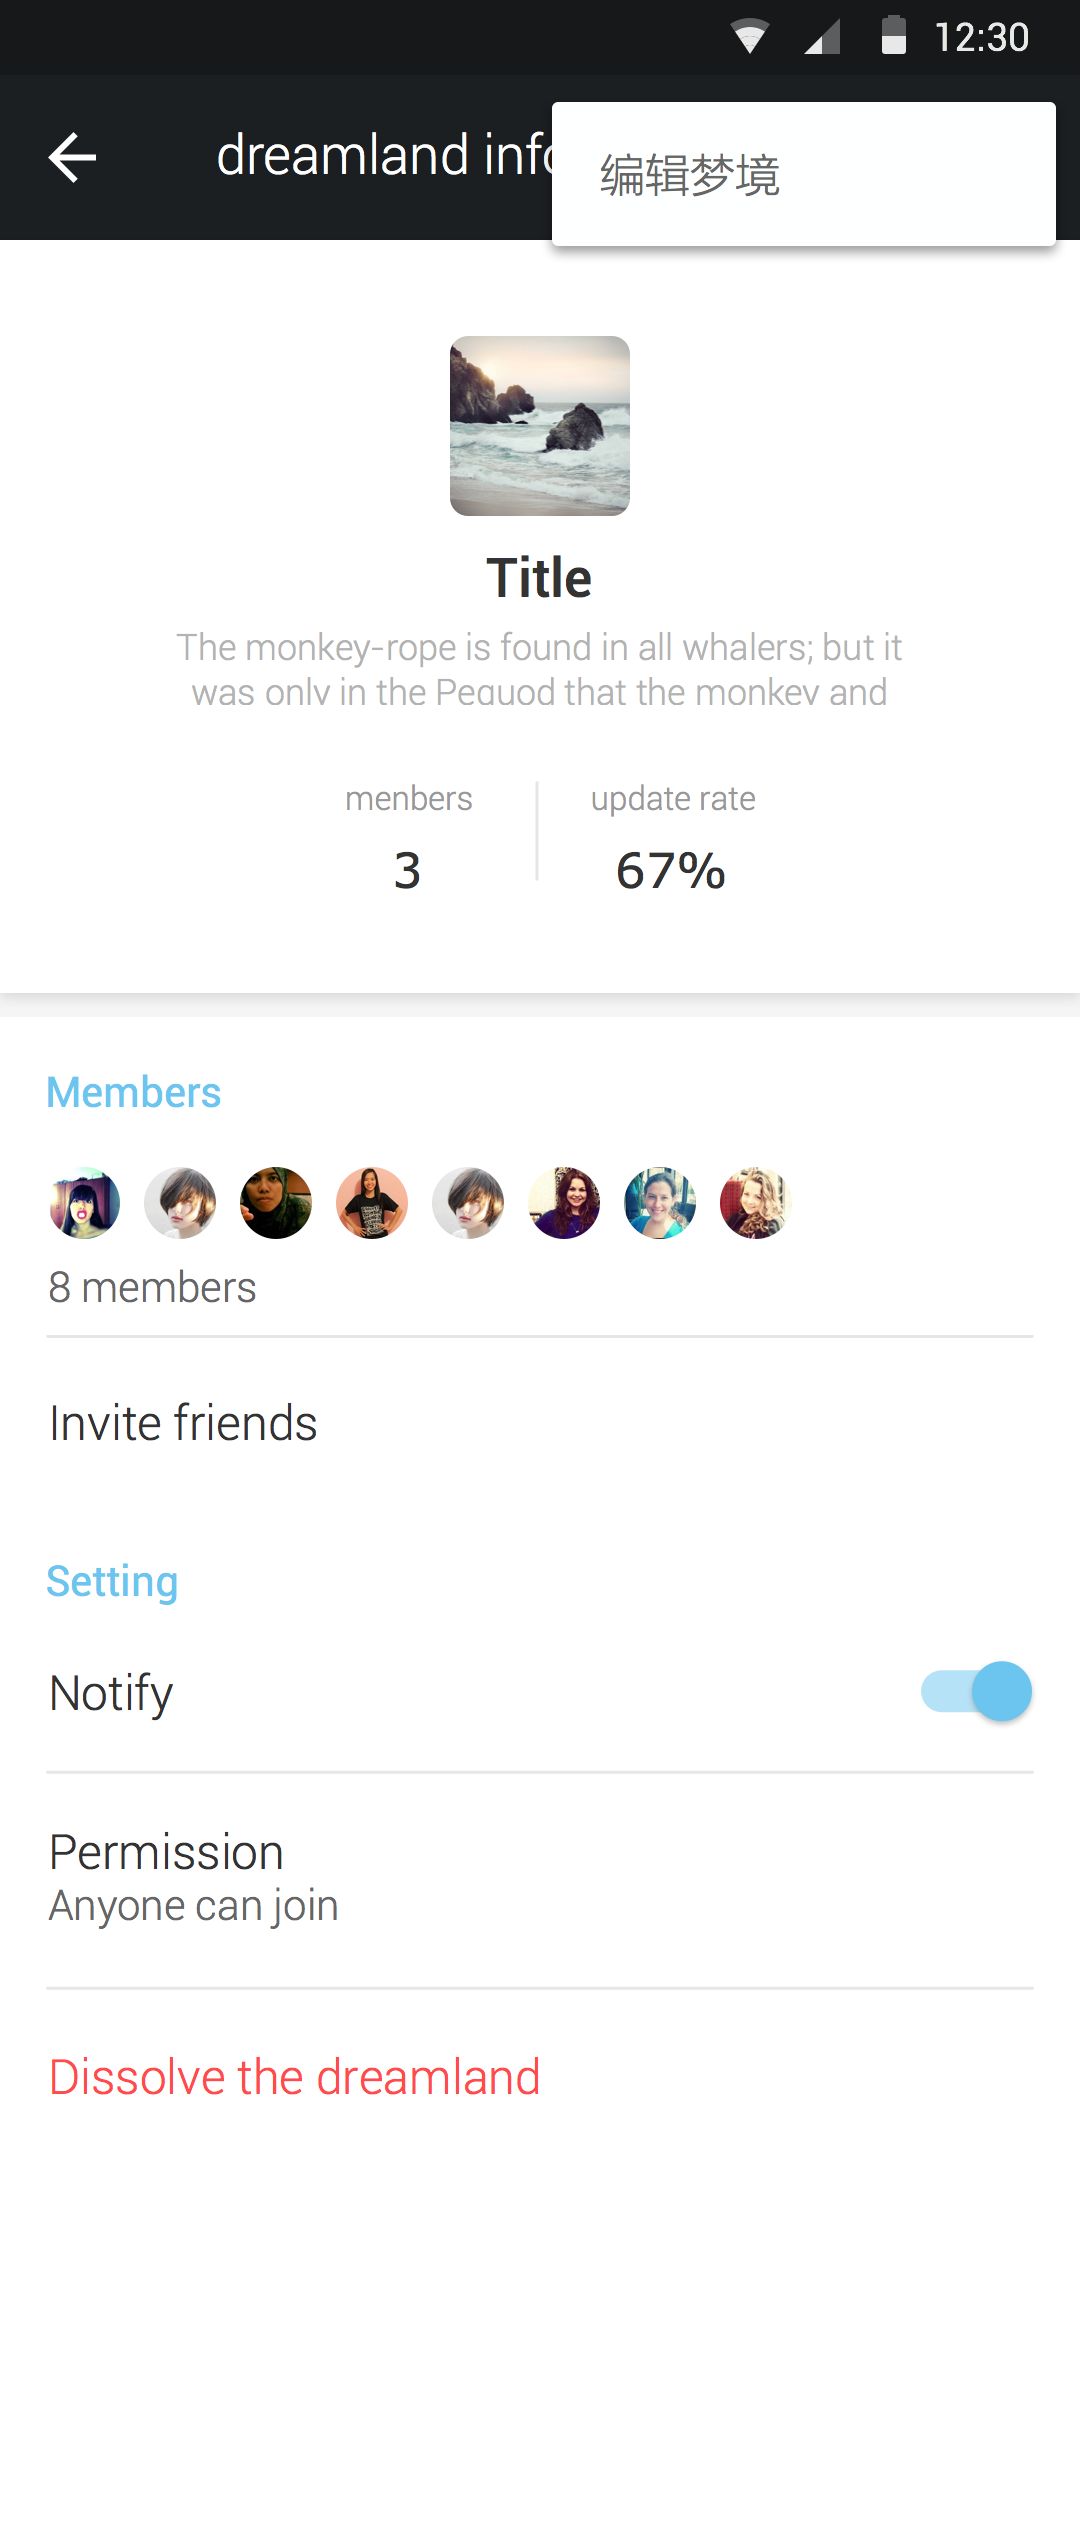 12:30
dreamland info
编辑梦境
Title
The monkey-rope is found in all whalers; but it
was only in the Pequod that the monkey and
menbers
update rate
3
67%
Members
8 members
Invite friends
Setting
Notify
Permission
Anyone can join
Dissolve the dreamland